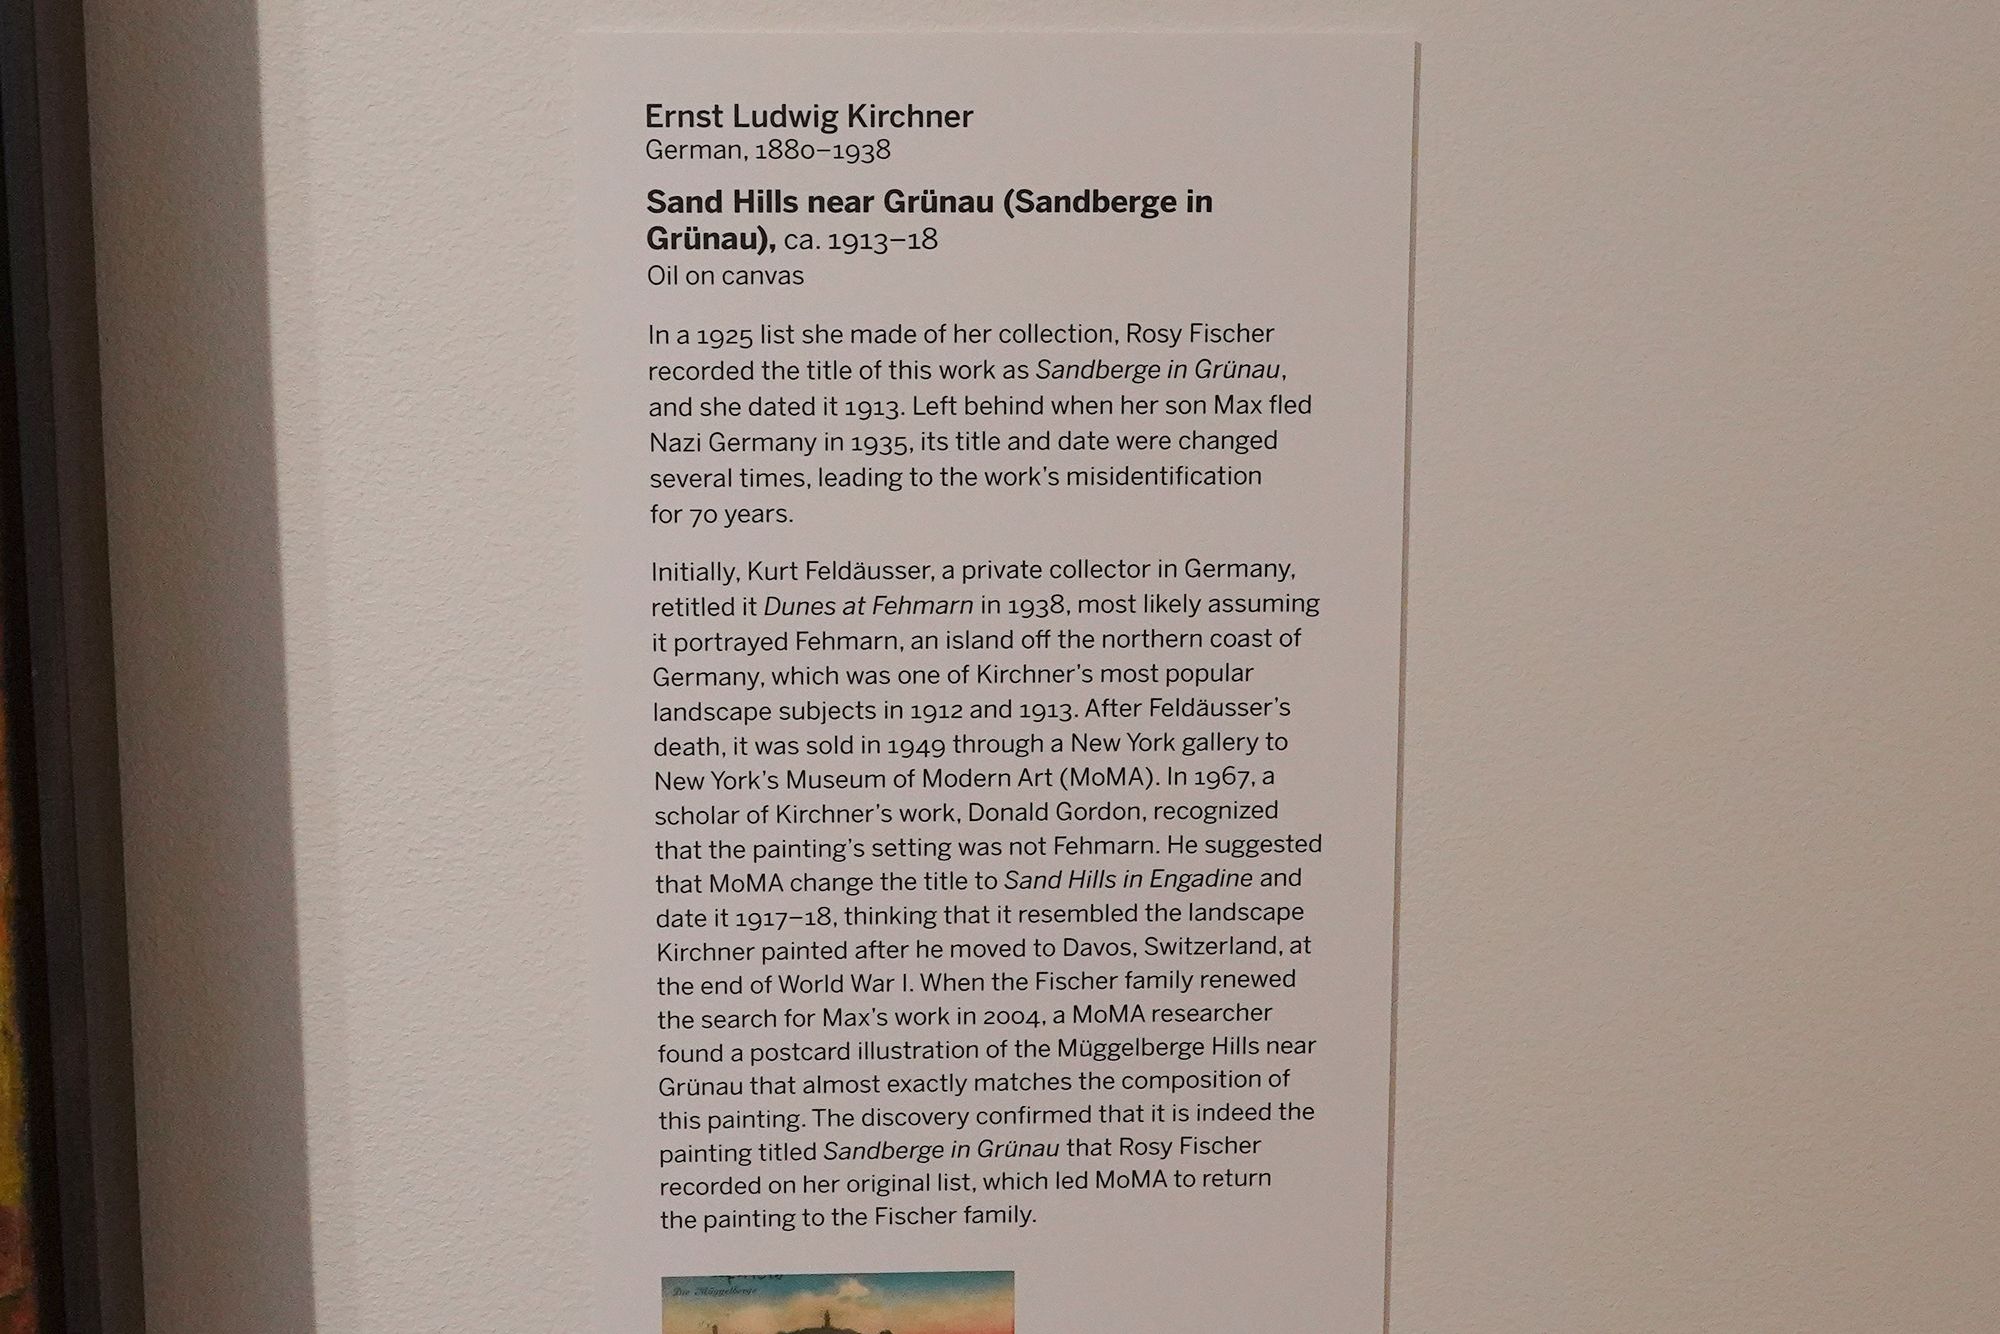 Ernst Ludwig Kirchner
German, 1880–1938
Sand Hills near Grünau (Sandberge in
Grünau), ca. 1913–18
Oil on canvas
In a 1925 list she made of her collection, Rosy Fischer
recorded the title of this work as Sandberge in Grünau,
and she dated it 1913. Left behind when her son Max fled
Nazi Germany in 1935, its title and date were changed
several times, leading to the work's misidentification
for 70 years.
Initially, Kurt Feldäusser, a private collector in Germany,
retitled it Dunes at Fehmarn in 1938, most likely assuming
it portrayed Fehmarn, an island off the northern coast of
Germany, which was one of Kirchner's most popular
landscape subjects in 1912 and 1913. After Feldäusser's
death, it was sold in 1949 through a New York gallery to
New York's Museum of Modern Art (MoMA). In 1967, a
scholar of Kirchner's work, Donald Gordon, recognized
that the painting's setting was not Fehmarn. He suggested
that MoMA change the title to Sand Hills in Engadine and
date it 1917–18, thinking that it resembled the landscape
Kirchner painted after he moved to Davos, Switzerland, at
the end of World War I. When the Fischer family renewed
the search for Max's work in 2004, a MoMA researcher
found a postcard illustration of the Müggelberge Hills near
Grünau that almost exactly matches the composition of
this painting. The discovery confirmed that it is indeed the
painting titled Sandberge in Grünau that Rosy Fischer
recorded on her original list, which led MoMA to return
the painting to the Fischer family.
Die Müggelberge